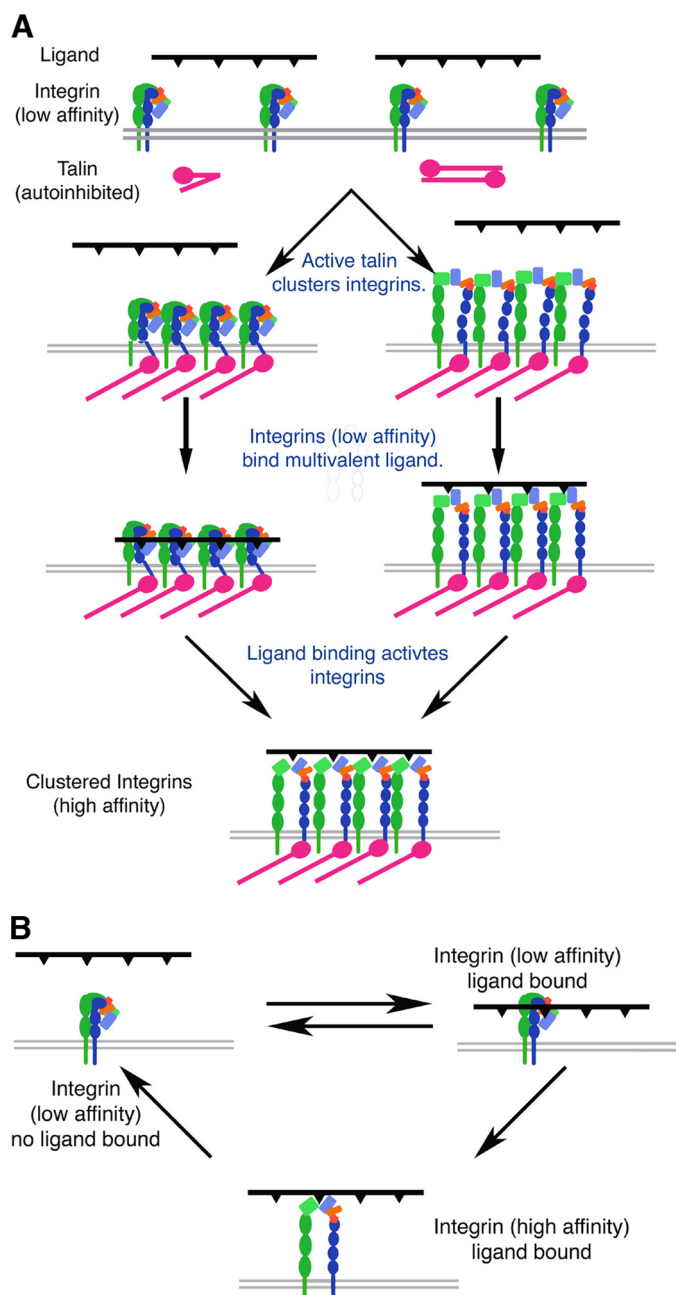 A
Ligand
Integrin
(low affinity)
Talin
(autoinhibited)
Active talin
clusters integrins.
Integrins (low affinity)
bind multivalent ligand.
Ligand binding activtes
integrins
Clustered Integrins
(high affinity)
B
Integrin (low affinity)
ligand bound
Integrin
(low affinity)
no ligand bound
Integrin (high affinity)
ligand bound